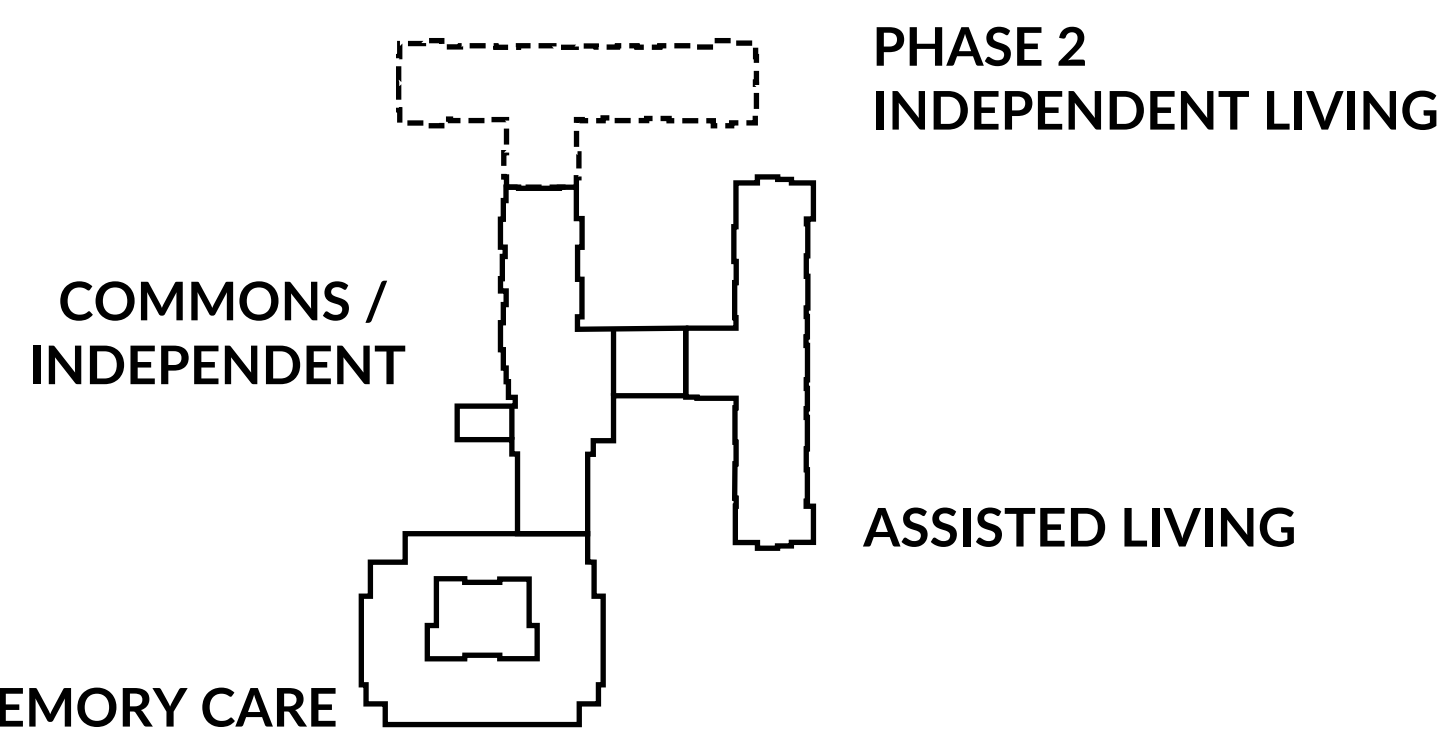 PHASE 2
INDEPENDENT LIVING
COMMONS /
INDEPENDENT
ASSISTED LIVING
EMORY CARE